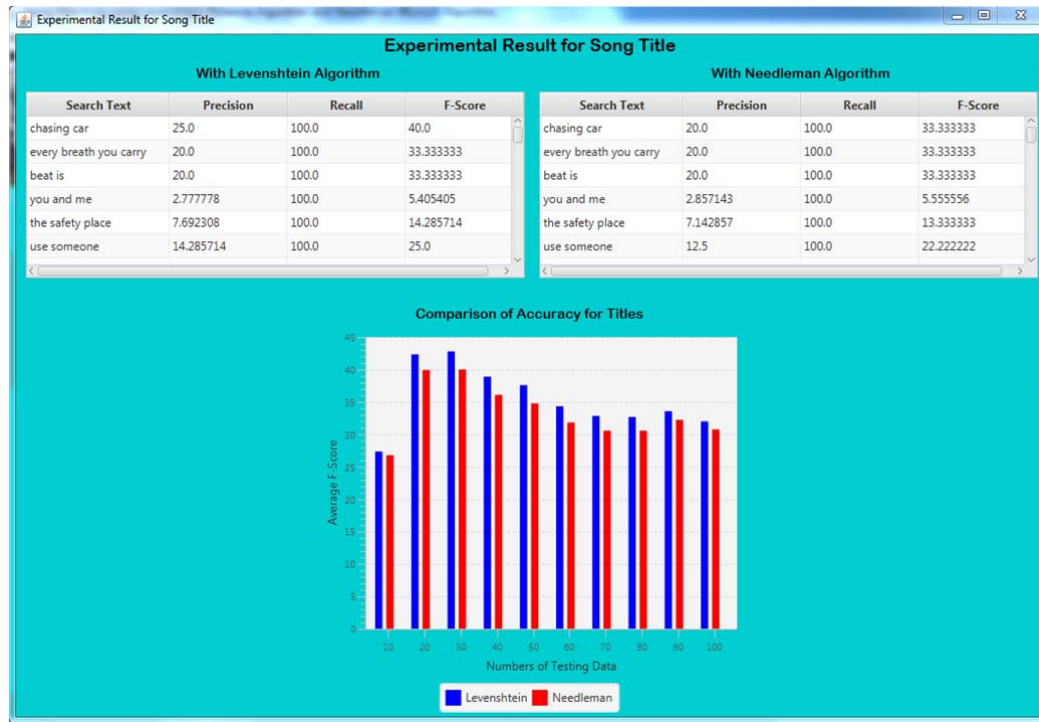 Experimental Result for Song Title
Experimental Result for Song Title
With Levenshtein Algorithm
Search Text Precision Recall F-Score
chasing car 25.0 100.0 40.0
every breath you carry 20.0 100.0 33.333333
beat is 20.0 100.0 33.333333
you and me 2.777778 100.0 5.405405
the safety place 7.692308 100.0 14.285714
use someone 14.285714 100.0 25.0
With Needleman Algorithm
Search Text Precision Recall F-Score
chasing car 20.0 100.0 33.333333
every breath you carry 20.0 100.0 33.333333
beat is 20.0 100.0 33.333333
you and me 2.857143 100.0 5.555556
the safety place 7.142857 100.0 13.333333
use someone 12.5 100.0 22.222222
Comparison of Accuracy for Titles
Average F-Score
45
40
35
30
25
20
15
10
5
0
10 20 30 40 50 60 70 80 90 100
Numbers of Testing Data
Levenshtein Needleman